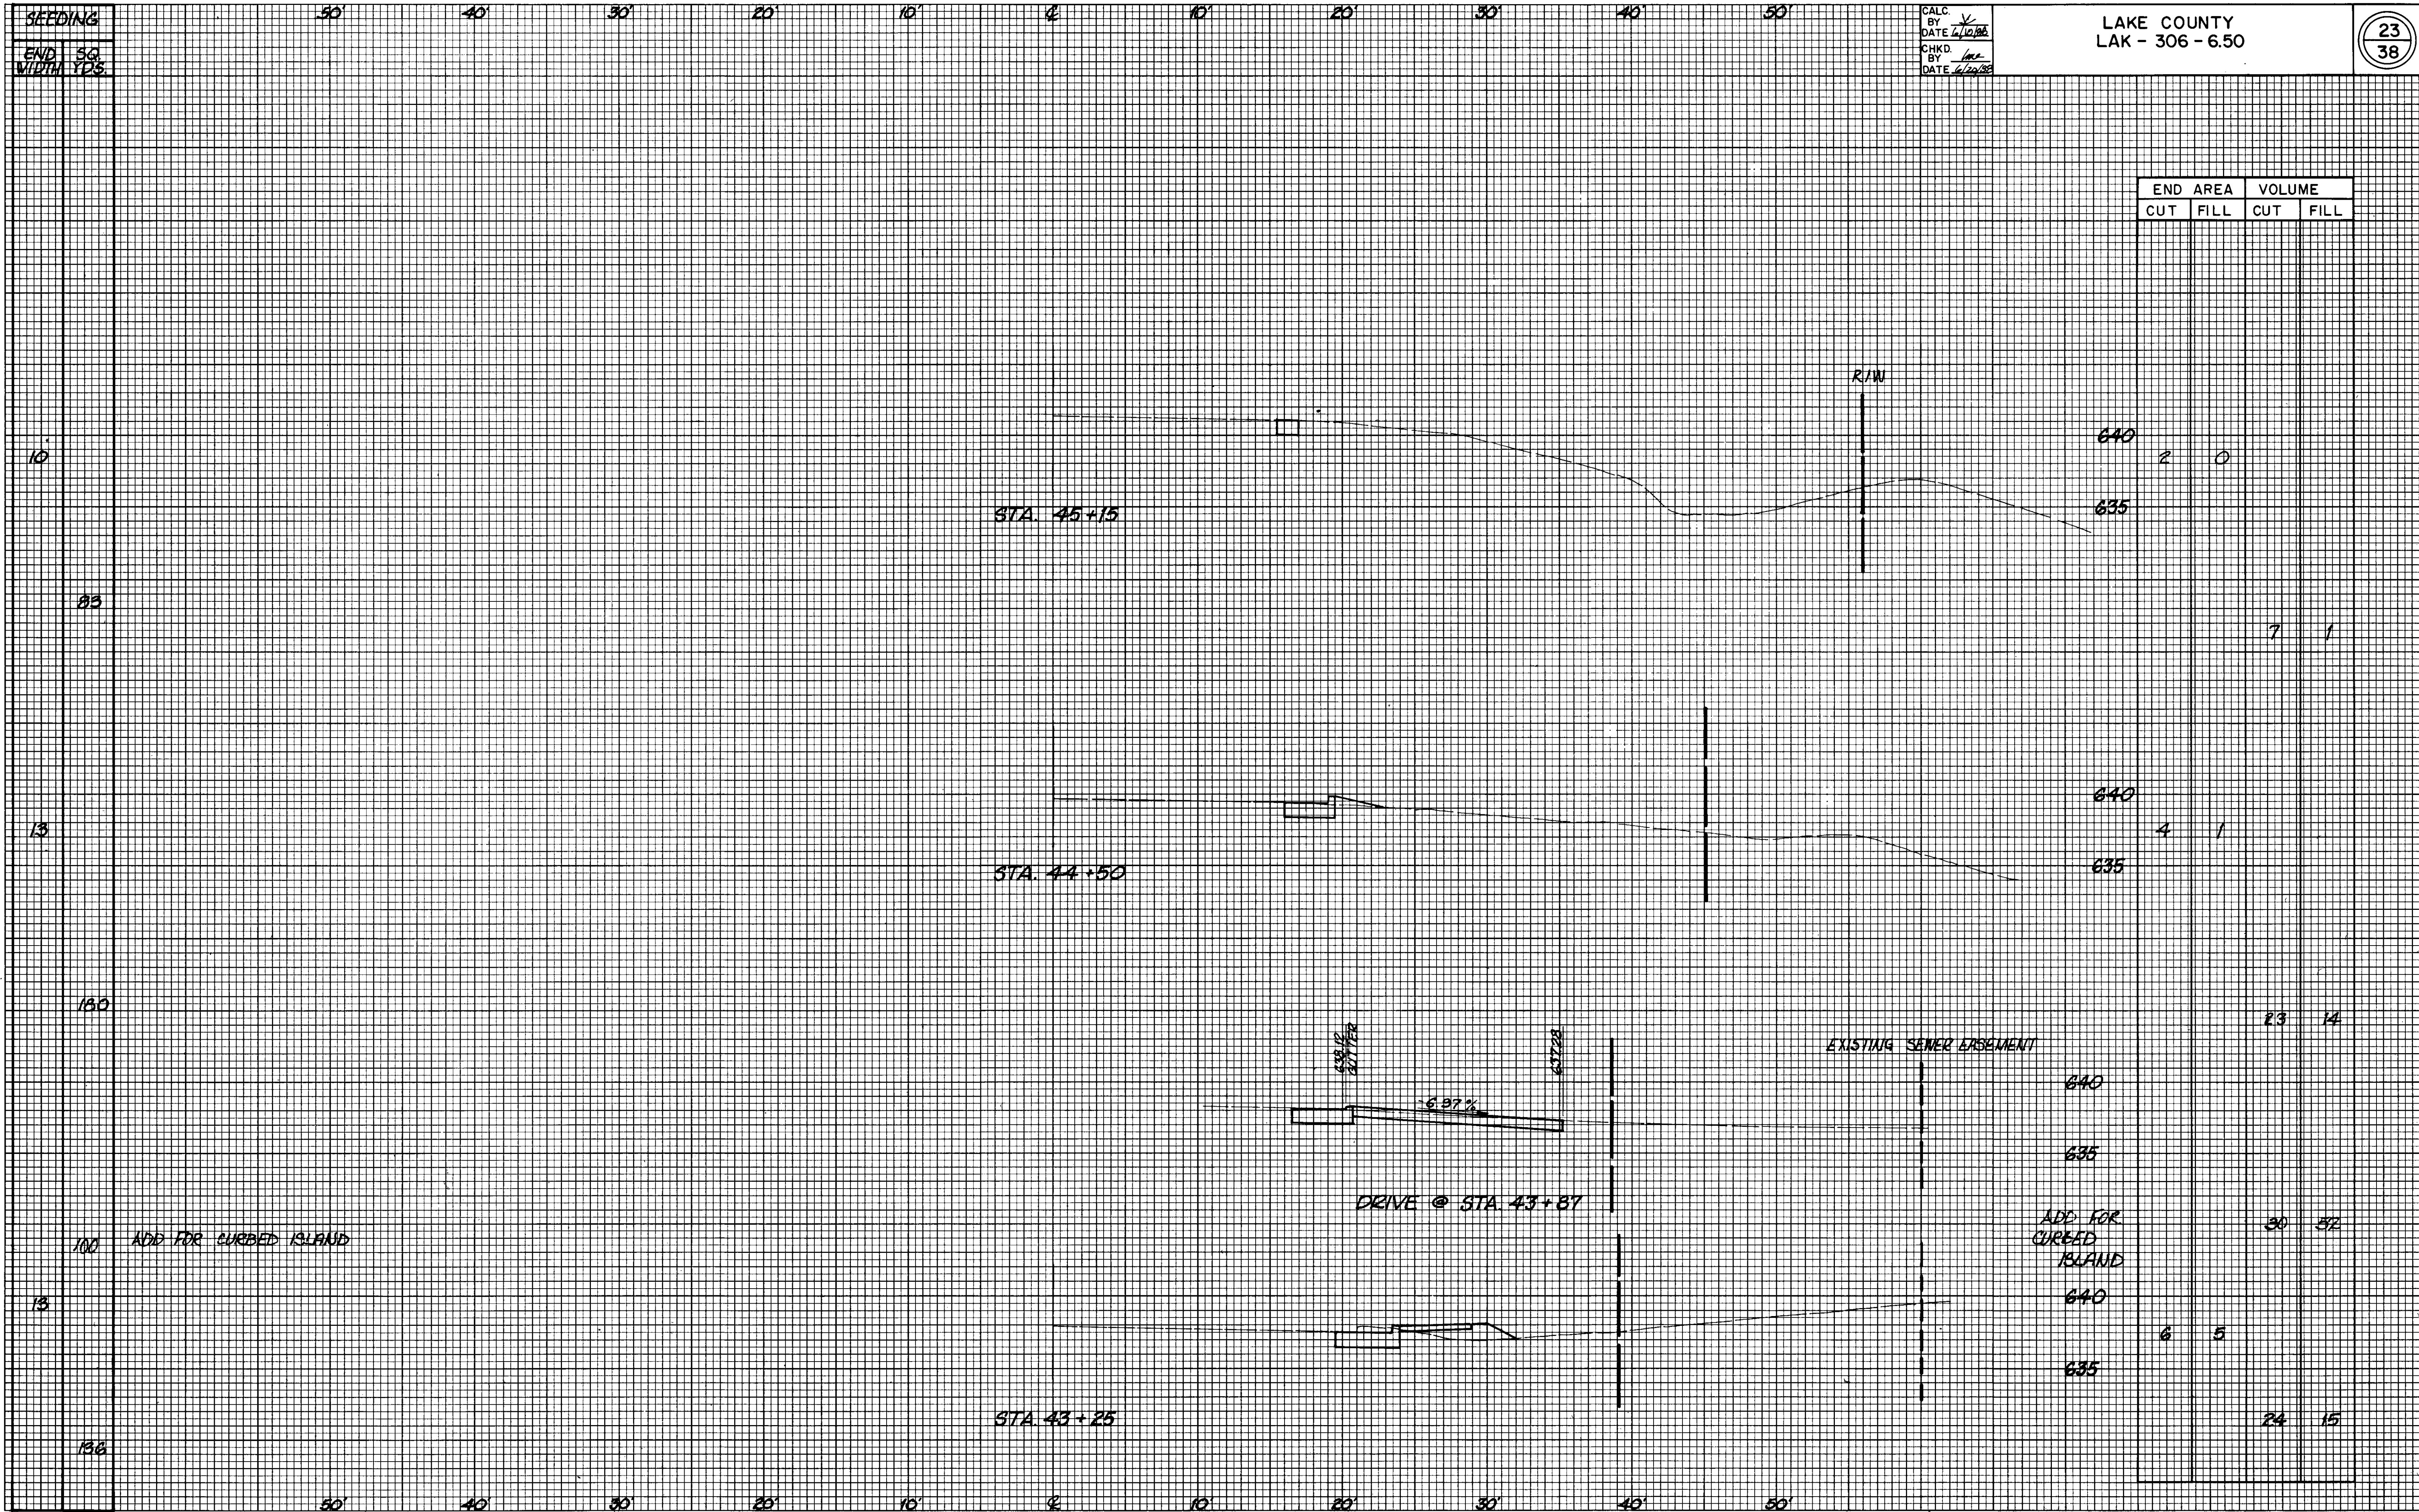 SEEDING
END WIDTH
SQ. YDS.
50' 40' 30' 20' 10' ℄ 10' 20' 30' 40' 50'
CALC. BY
DATE
CHKD. BY
DATE
LAKE COUNTY
LAK - 306 - 6.50
23
38
END AREA VOLUME
CUT FILL CUT FILL
R/W
640
10 2 0
635
STA. 45+15
83
7 1
640
13 4 1
635
STA. 44+50
180
23 14
638.12
GUTTER
637.28
EXISTING SEWER EASEMENT
640
635
DRIVE @ STA. 43+87
100 ADD FOR CURBED ISLAND
ADD FOR
CURBED
ISLAND
30
640
13
6 5
635
STA. 43+25
24 15
136
50' 40' 30' 20' 10' ℄ 10' 20' 30' 40' 50'